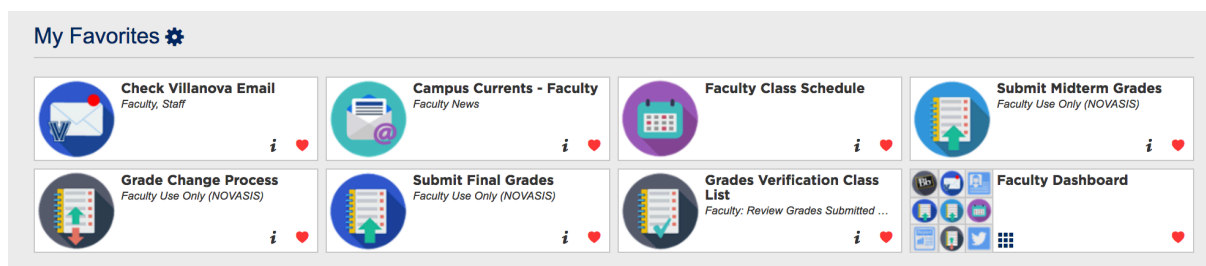 My Favorites
Check Villanova Email
Faculty, Staff
Campus Currents - Faculty
Faculty News
Faculty Class Schedule
Submit Midterm Grades
Faculty Use Only (NOVASIS)
Grade Change Process
Faculty Use Only (NOVASIS)
Submit Final Grades
Faculty Use Only (NOVASIS)
Grades Verification Class
List
Faculty: Review Grades Submitted ...
Bb
Faculty Dashboard